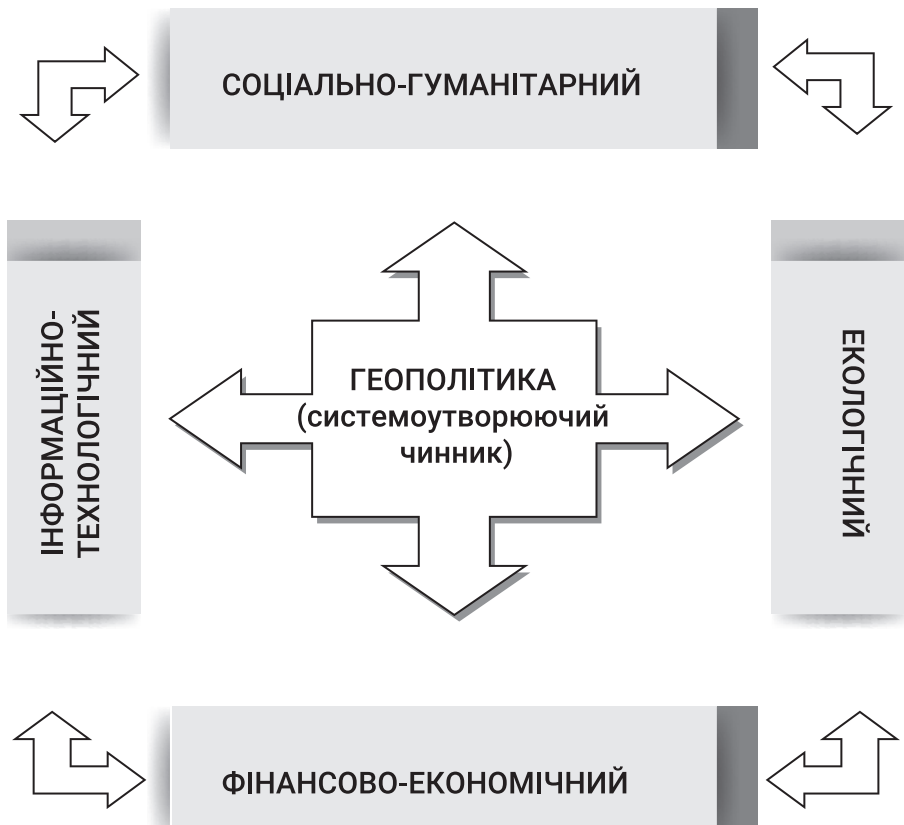 СОЦІАЛЬНО-ГУМАНІТАРНИЙ
ІНФОРМАЦІЙНО-
ТЕХНОЛОГІЧНИЙ
ГЕОПОЛІТИКА
(системоутворюючий
чинник)
ЕКОЛОГІЧНИЙ
ФІНАНСОВО-ЕКОНОМІЧНИЙ